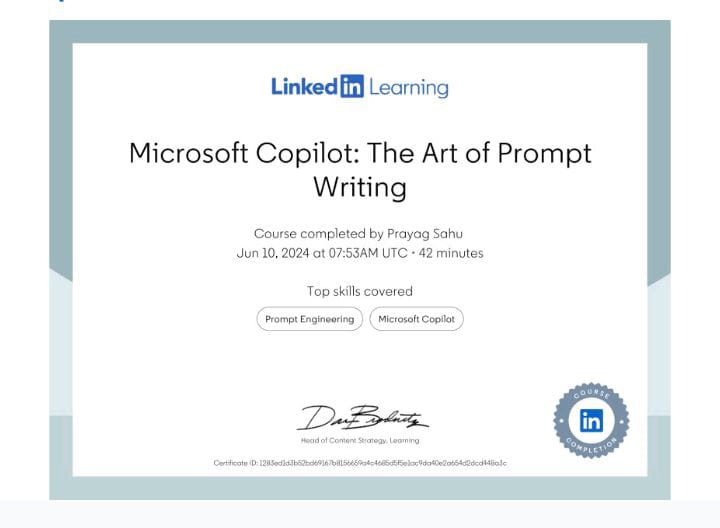 Linked in Learning
Microsoft Copilot: The Art of Prompt
Writing
Course completed by Prayag Sahu
Jun 10, 2024 at 07:53AM UTC • 42 minutes
Top skills covered
Prompt Engineering
Microsoft Copilot
Head of Content Strategy, Learning
COURSE
in
COMPLETION
Certificate ID: